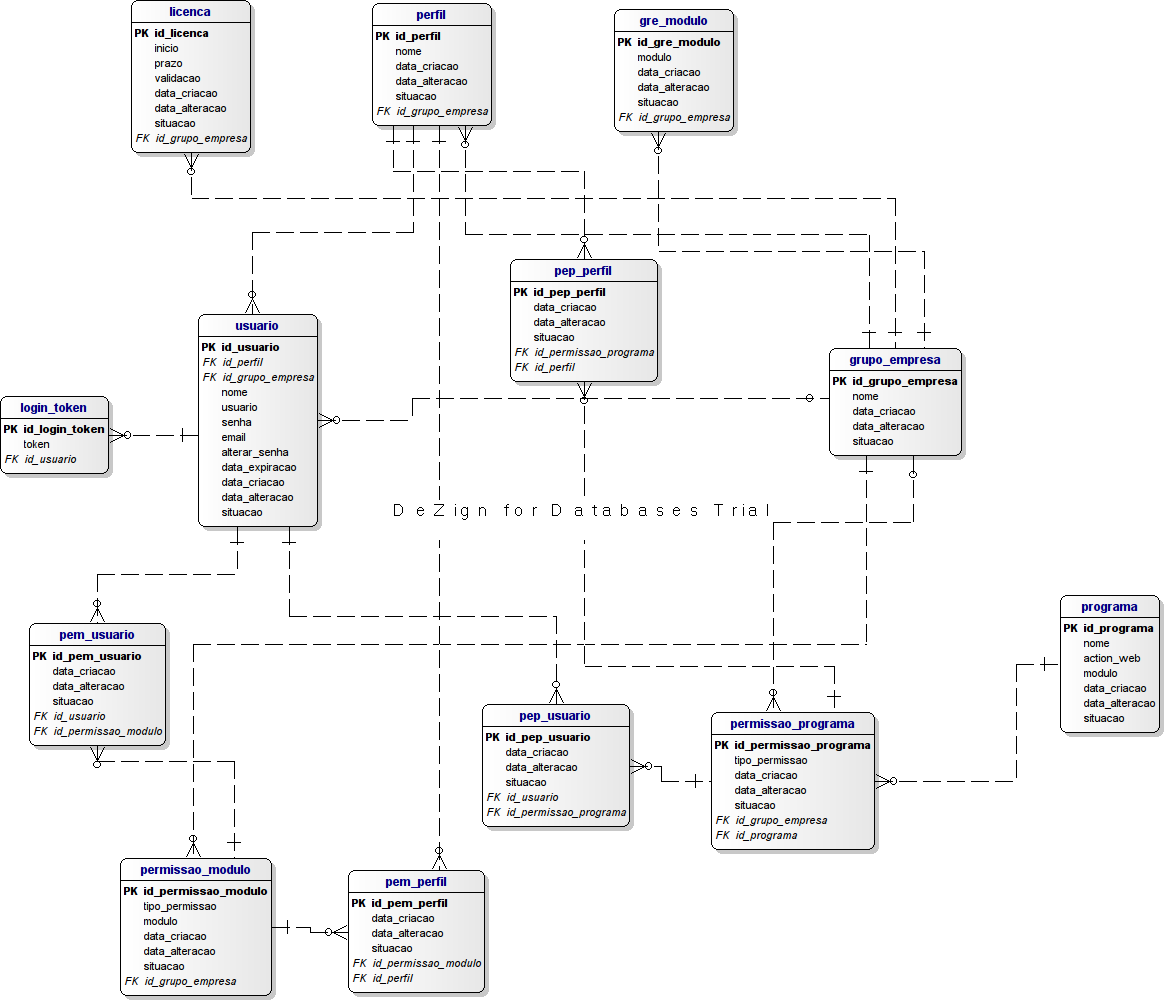 licenca
PK id_licenca
inicio
prazo
validacao
data_criacao
data_alteracao
situacao
FK id_grupo_empresa
perfil
PK id_perfil
nome
data_criacao
data_alteracao
situacao
FK id_grupo_empresa
gre_modulo
PK id_gre_modulo
modulo
data_criacao
data_alteracao
situacao
FK id_grupo_empresa
pep_perfil
PK id_pep_perfil
data_criacao
data_alteracao
situacao
FK id_permissao_programa
FK id_perfil
usuario
PK id_usuario
FK id_perfil
FK id_grupo_empresa
nome
usuario
senha
email
alterar_senha
data_expiracao
data_criacao
data_alteracao
situacao
grupo_empresa
PK id_grupo_empresa
nome
data_criacao
data_alteracao
situacao
login_token
PK id_login_token
token
FK id_usuario
DeZign for Databases Trial
pem_usuario
PK id_pem_usuario
data_criacao
data_alteracao
situacao
FK id_usuario
FK id_permissao_modulo
programa
PK id_programa
nome
action_web
modulo
data_criacao
data_alteracao
situacao
pep_usuario
PK id_pep_usuario
data_criacao
data_alteracao
situacao
FK id_usuario
FK id_permissao_programa
permissao_programa
PK id_permissao_programa
tipo_permissao
data_criacao
data_alteracao
situacao
FK id_grupo_empresa
FK id_programa
permissao_modulo
PK id_permissao_modulo
tipo_permissao
modulo
data_criacao
data_alteracao
situacao
FK id_grupo_empresa
pem_perfil
PK id_pem_perfil
data_criacao
data_alteracao
situacao
FK id_permissao_modulo
FK id_perfil